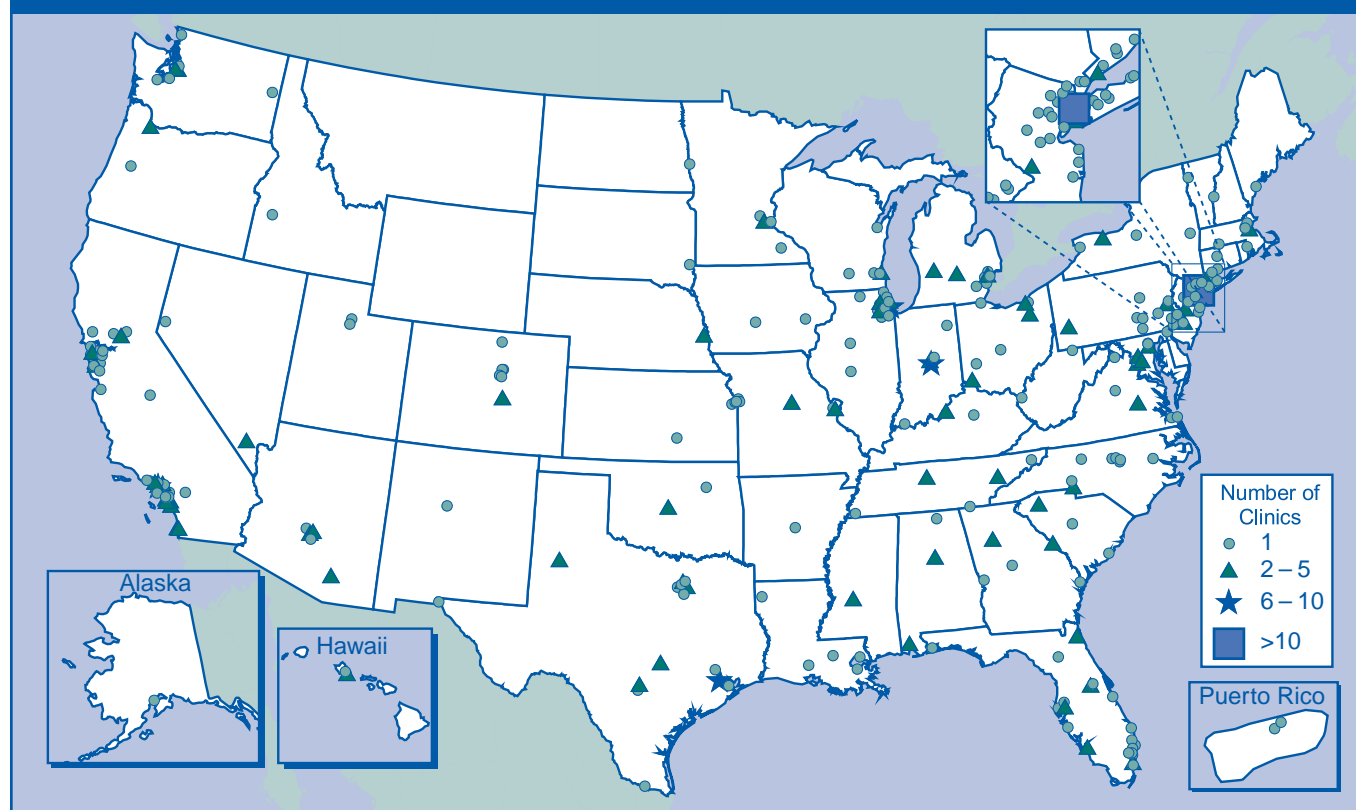 Alaska
Hawaii
Number of
Clinics
1
2 – 5
6 – 10
>10
Puerto Rico